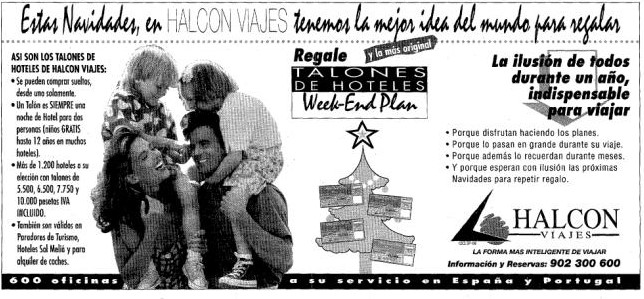 Estas Navidades, en HALCON VIAJES tenemos la mejor idea del mundo para regalar
ASI SON LOS TALONES
DE HOTELES DE HALCON VIAJES:
• Se pueden comprar sueltos,
desde uno solamente.
• Un Talón es SIEMPRE una
noche de Hotel para dos
personas (niños GRATIS
hasta 12 años en muchos
hoteles).
• Más de 1.200 hoteles a su
elección con talones de
5.500, 6.500, 7.750 y
10.000 pesetas IVA
INCLUIDO.
• También son válidos en
Paradores de Turismo,
Hoteles Sol Meliá y para
alquiler de coches.
Regale
y lo más original
TALONES
DE HOTELES
Week-End Plan
La ilusión de todos
durante un año,
indispensable
para viajar
• Porque disfrutan haciendo los planes.
• Porque lo pasan en grande durante su viaje.
• Porque además lo recuerdan durante meses.
• Y porque esperan con ilusión las próximas
Navidades para repetir regalo.
HALCON
VIAJES
LA FORMA MAS INTELIGENTE DE VIAJAR
Información y Reservas: 902 300 600
600 oficinas a su servicio en España y Portugal